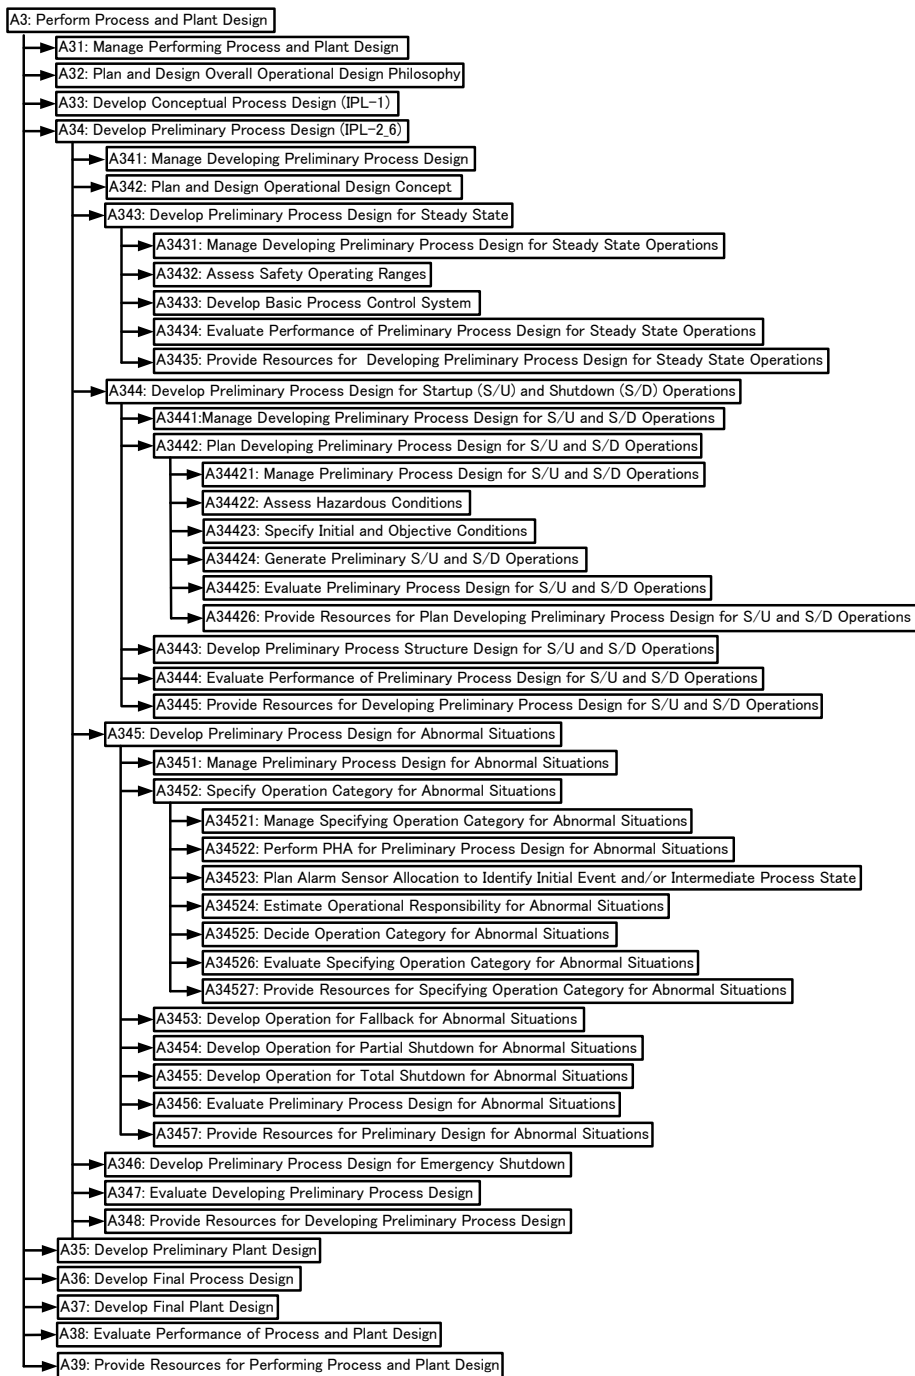 A3: Perform Process and Plant Design
A31: Manage Performing Process and Plant Design
A32: Plan and Design Overall Operational Design Philosophy
A33: Develop Conceptual Process Design (IPL-1)
A34: Develop Preliminary Process Design (IPL-2_6)
A341: Manage Developing Preliminary Process Design
A342: Plan and Design Operational Design Concept
A343: Develop Preliminary Process Design for Steady State
A3431: Manage Developing Preliminary Process Design for Steady State Operations
A3432: Assess Safety Operating Ranges
A3433: Develop Basic Process Control System
A3434: Evaluate Performance of Preliminary Process Design for Steady State Operations
A3435: Provide Resources for Developing Preliminary Process Design for Steady State Operations
A344: Develop Preliminary Process Design for Startup (S/U) and Shutdown (S/D) Operations
A3441:Manage Developing Preliminary Process Design for S/U and S/D Operations
A3442: Plan Developing Preliminary Process Design for S/U and S/D Operations
A34421: Manage Preliminary Process Design for S/U and S/D Operations
A34422: Assess Hazardous Conditions
A34423: Specify Initial and Objective Conditions
A34424: Generate Preliminary S/U and S/D Operations
A34425: Evaluate Preliminary Process Design for S/U and S/D Operations
A34426: Provide Resources for Plan Developing Preliminary Process Design for S/U and S/D Operations
A3443: Develop Preliminary Process Structure Design for S/U and S/D Operations
A3444: Evaluate Performance of Preliminary Process Design for S/U and S/D Operations
A3445: Provide Resources for Developing Preliminary Process Design for S/U and S/D Operations
A345: Develop Preliminary Process Design for Abnormal Situations
A3451: Manage Preliminary Process Design for Abnormal Situations
A3452: Specify Operation Category for Abnormal Situations
A34521: Manage Specifying Operation Category for Abnormal Situations
A34522: Perform PHA for Preliminary Process Design for Abnormal Situations
A34523: Plan Alarm Sensor Allocation to Identify Initial Event and/or Intermediate Process State
A34524: Estimate Operational Responsibility for Abnormal Situations
A34525: Decide Operation Category for Abnormal Situations
A34526: Evaluate Specifying Operation Category for Abnormal Situations
A34527: Provide Resources for Specifying Operation Category for Abnormal Situations
A3453: Develop Operation for Fallback for Abnormal Situations
A3454: Develop Operation for Partial Shutdown for Abnormal Situations
A3455: Develop Operation for Total Shutdown for Abnormal Situations
A3456: Evaluate Preliminary Process Design for Abnormal Situations
A3457: Provide Resources for Preliminary Design for Abnormal Situations
A346: Develop Preliminary Process Design for Emergency Shutdown
A347: Evaluate Developing Preliminary Process Design
A348: Provide Resources for Developing Preliminary Process Design
A35: Develop Preliminary Plant Design
A36: Develop Final Process Design
A37: Develop Final Plant Design
A38: Evaluate Performance of Process and Plant Design
A39: Provide Resources for Performing Process and Plant Design